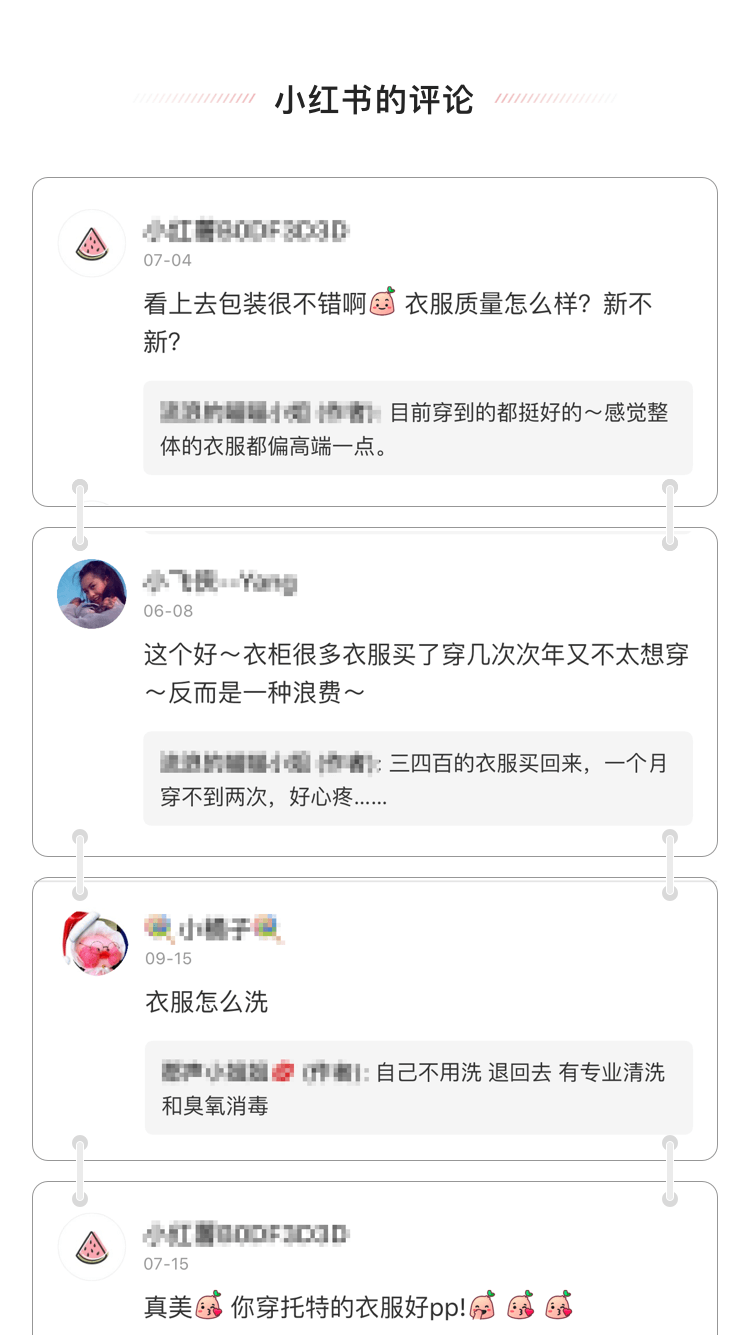 小红书的评论
07-04
看上去包装很不错啊 衣服质量怎么样？新不
新？
目前穿到的都挺好的～感觉整
体的衣服都偏高端一点。
06-08
这个好～衣柜很多衣服买了穿几次次年又不太想穿
～反而是一种浪费～
三四百的衣服买回来，一个月
穿不到两次，好心疼......
09-15
衣服怎么洗
自己不用洗 退回去 有专业清洗
和臭氧消毒
07-15
真美 你穿托特的衣服好pp!